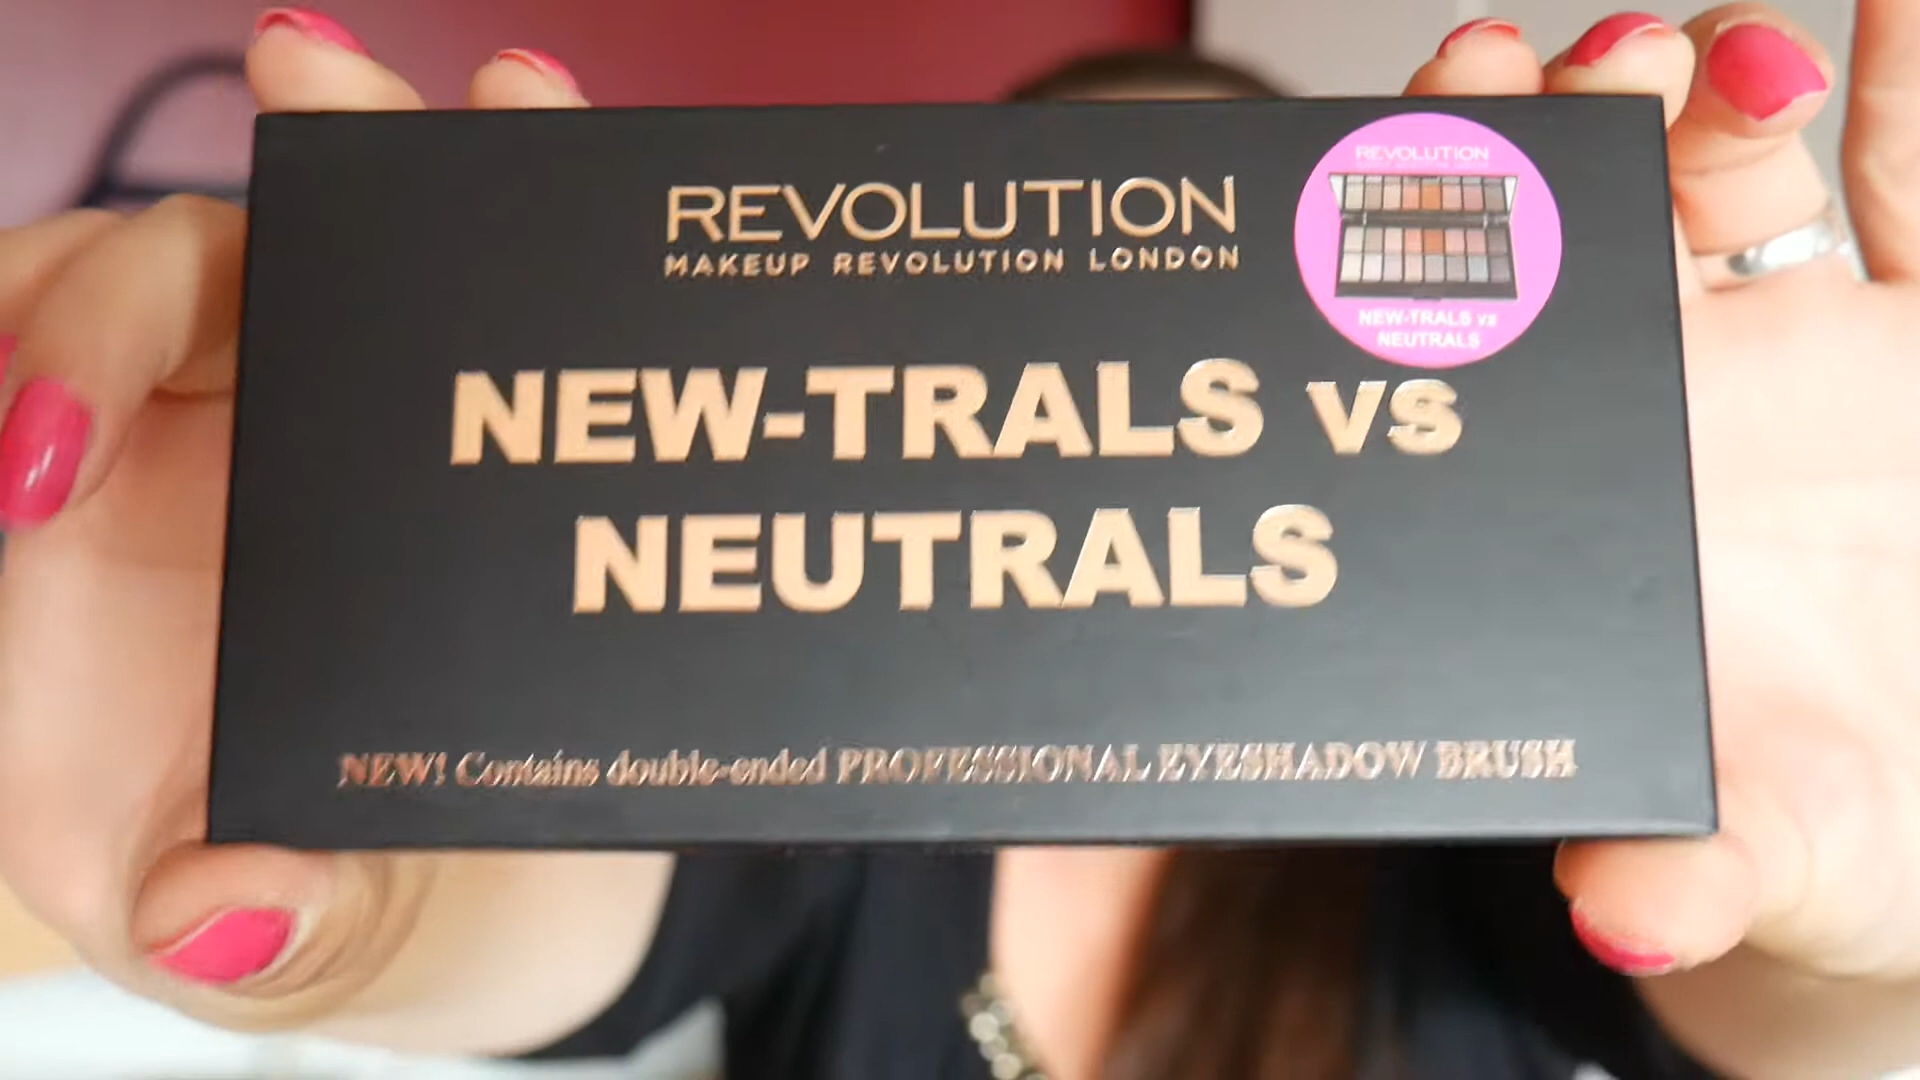 REVOLUTION
MAKEUP REVOLUTION LONDON
REVOLUTION
NEW-TRALS vs
NEUTRALS
NEW-TRALS vs
NEUTRALS
NEW! Contains double-ended PROFESSIONAL EYESHADOW BRUSH